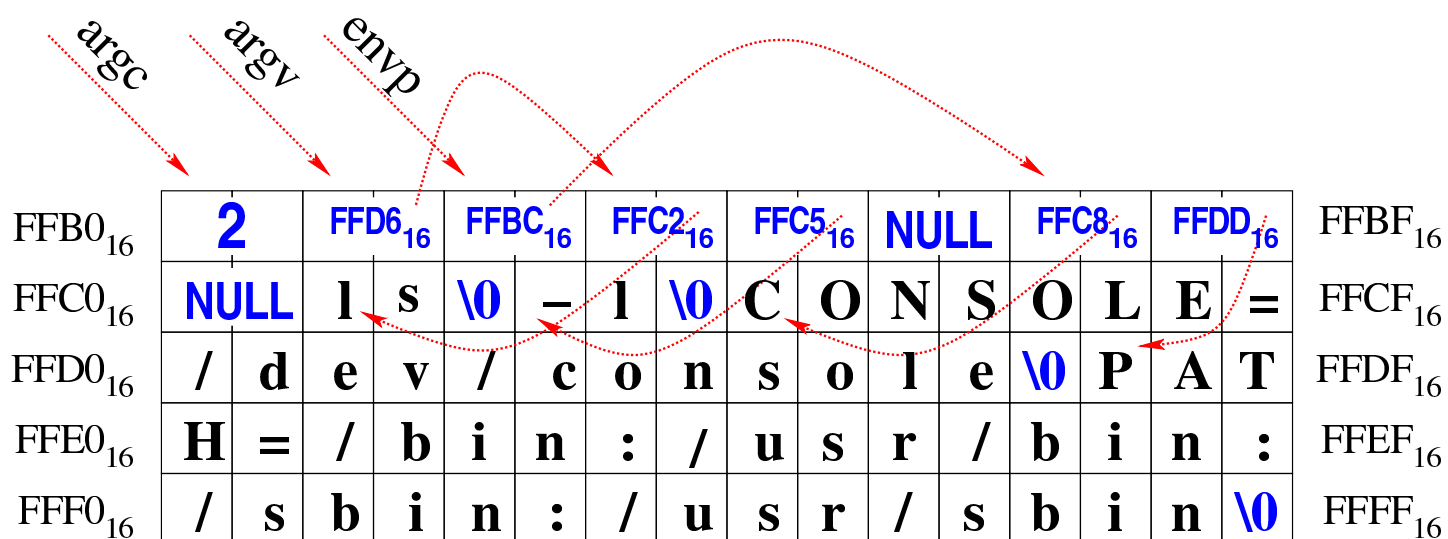 argc argv envp
FFB0₁₆ 2 FFD6₁₆ FFBC₁₆ FFC2₁₆ FFC5₁₆ NULL FFC8₁₆ FFDD₁₆ FFBF₁₆
FFC0₁₆ NULL l s \0 – l \0 C O N S O L E = FFCF₁₆
FFD0₁₆ / d e v / c o n s o l e \0 P A T FFDF₁₆
FFE0₁₆ H = / b i n : / u s r / b i n : FFEF₁₆
FFF0₁₆ / s b i n : / u s r / s b i n \0 FFFF₁₆